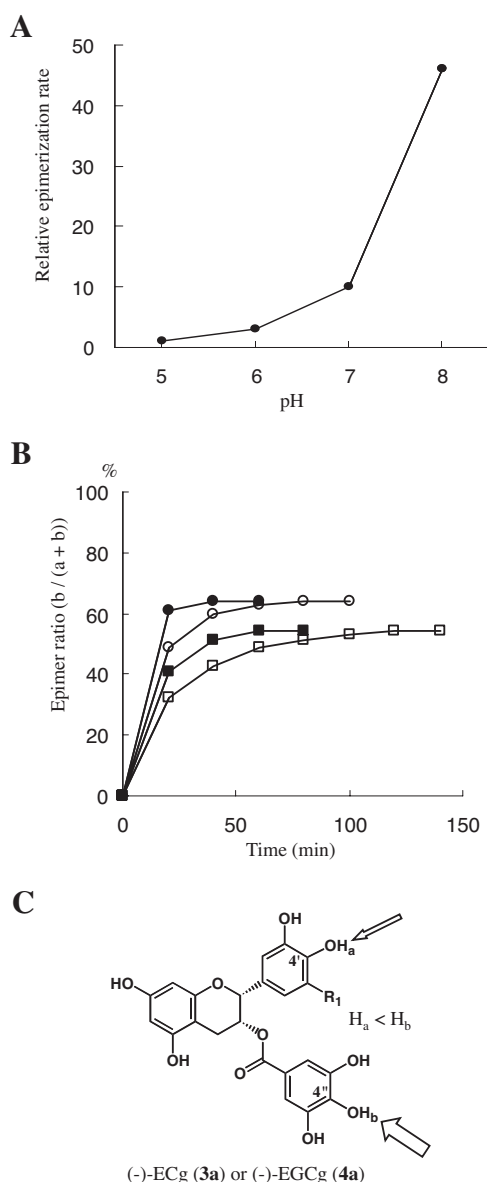 A
Relative epimerization rate
50
40
30
20
10
0
5 6 7 8
pH
B
%
Epimer ratio (b / (a + b))
100
80
60
40
20
0
0 50 100 150
Time (min)
C
OH
4' OHa
HO O R1
Ha < Hb
O
OH O OH
4" OHb
OH
(-)-ECg (3a) or (-)-EGCg (4a)